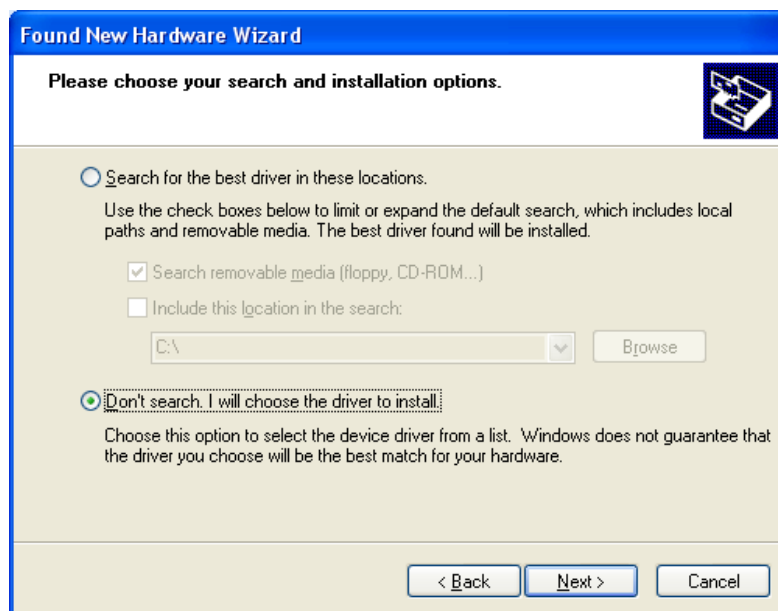 Found New Hardware Wizard
Please choose your search and installation options.
Search for the best driver in these locations.
Use the check boxes below to limit or expand the default search, which includes local
paths and removable media. The best driver found will be installed.
Search removable media (floppy, CD-ROM...)
Include this location in the search:
C:\
Browse
Don't search. I will choose the driver to install.
Choose this option to select the device driver from a list. Windows does not guarantee that
the driver you choose will be the best match for your hardware.
< Back
Next >
Cancel